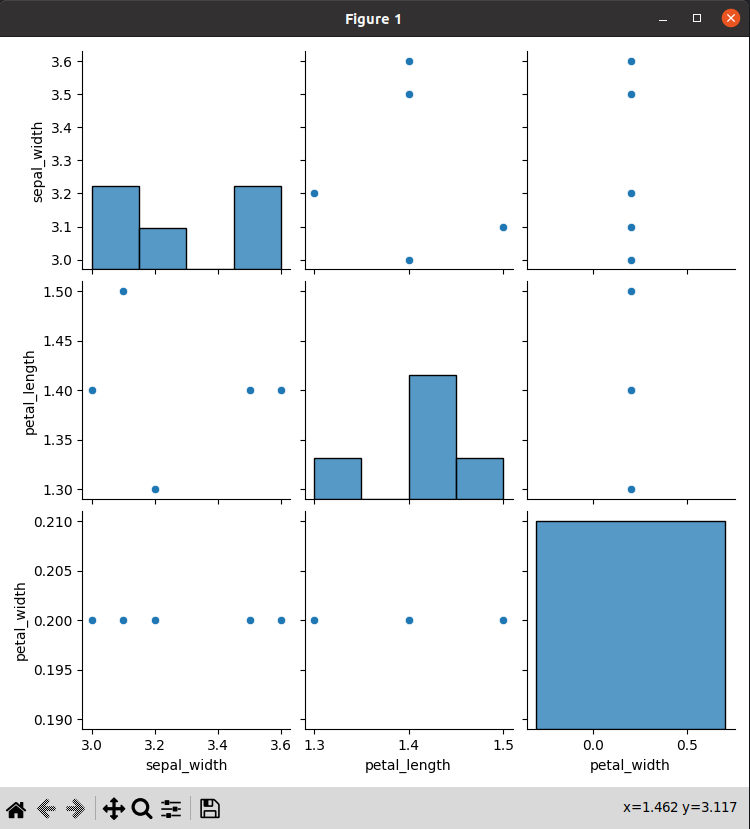 Figure 1
3.6
3.5
3.4
3.3
3.2
3.1
3.0
sepal_width
1.50
1.45
1.40
1.35
1.30
petal_length
0.210
0.205
0.200
0.195
0.190
petal_width
3.0 3.2 3.4 3.6 1.3 1.4 1.5 0.0 0.5
sepal_width petal_length petal_width
x=1.462 y=3.117